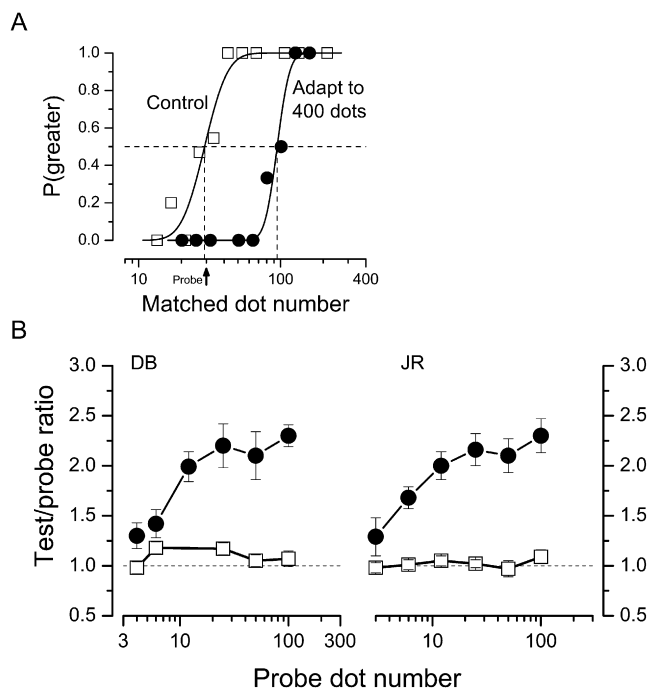 A
P(greater)
1.0
0.8
0.6
0.4
0.2
0.0
Control
Adapt to
400 dots
Probe
10
100
400
Matched dot number
B
Test/probe ratio
3.0
2.5
2.0
1.5
1.0
0.5
DB
3
10
100
300
JR
10
100
3.0
2.5
2.0
1.5
1.0
0.5
Probe dot number